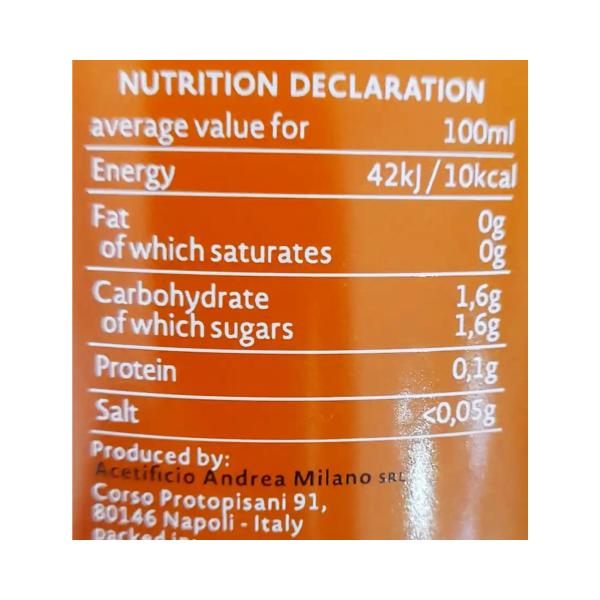 NUTRITION DECLARATION
average value for 100ml
Energy 42kJ/10kcal
Fat 0g
of which saturates 0g
Carbohydrate 1,6g
of which sugars 1,6g
Protein 0,1g
Salt <0,05g
Produced by:
Acetificio Andrea Milano SRL
Corso Protopisani 91,
80146 Napoli - Italy
packed in: